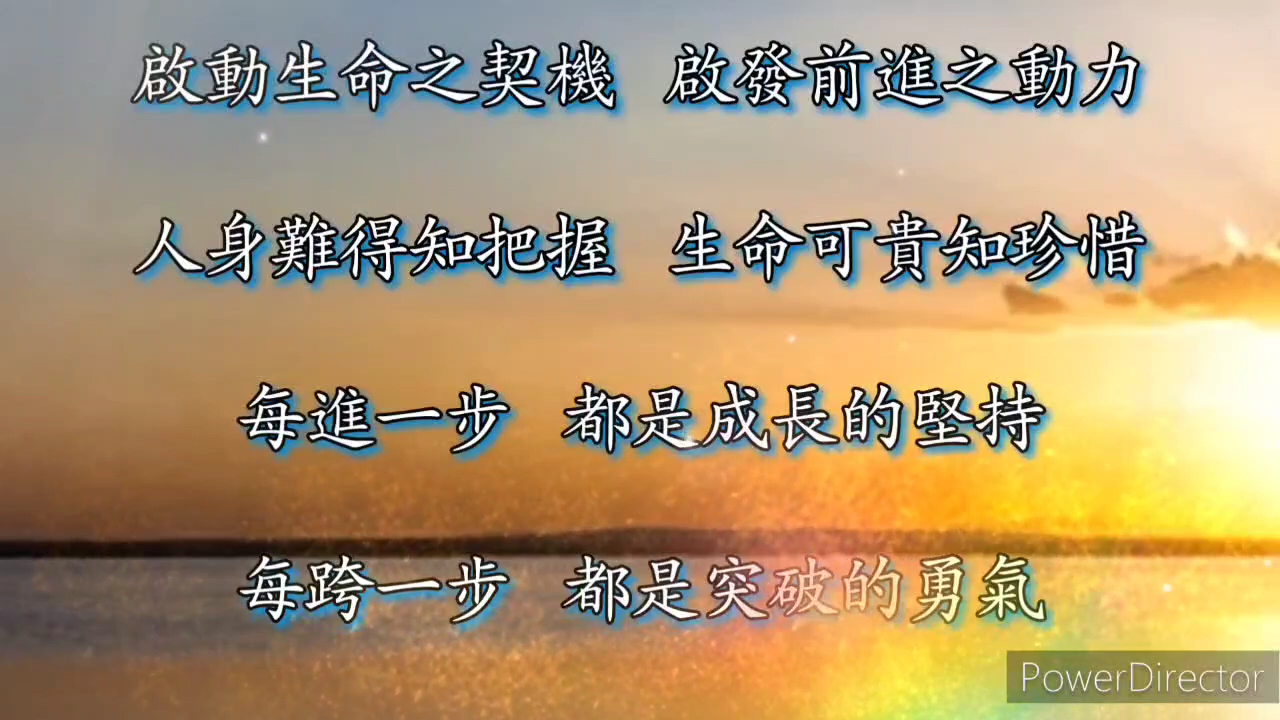 啟動生命之契機 啟發前進之動力
人身難得知把握 生命可貴知珍惜
每進一步 都是成長的堅持
每跨一步 都是突破的勇氣
PowerDirector